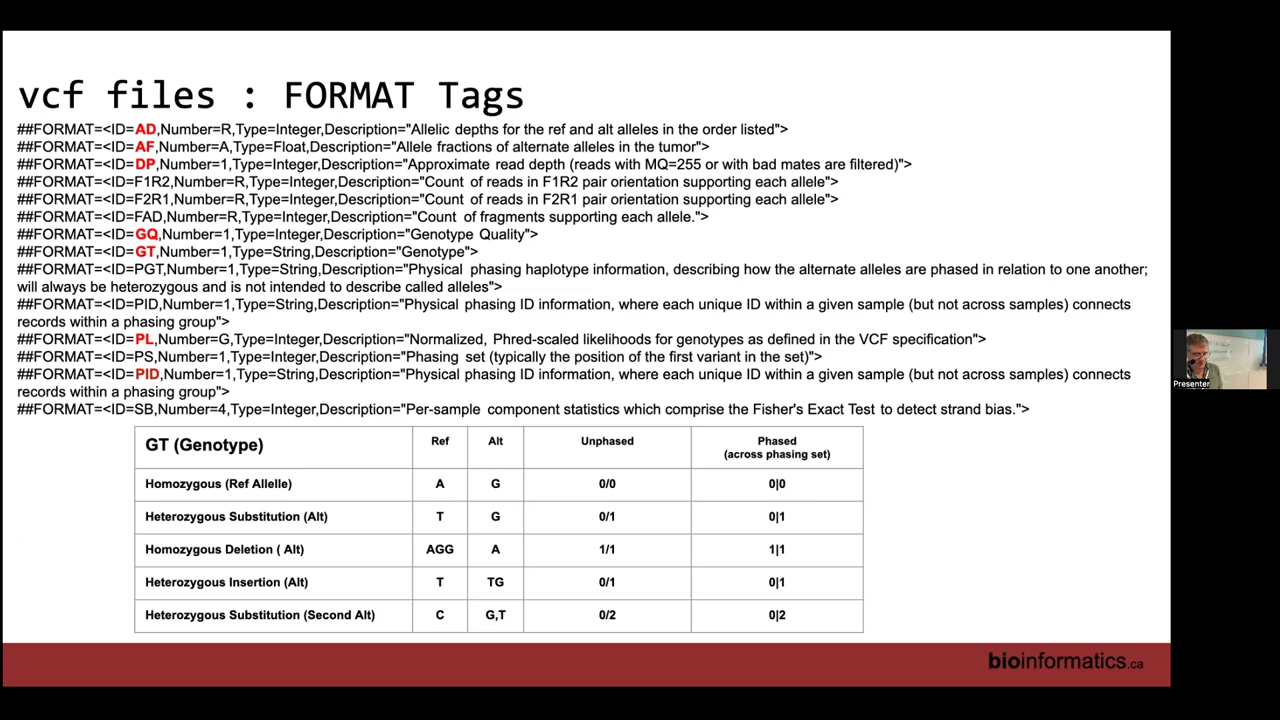 vcf files : FORMAT Tags
##FORMAT=<ID=AD,Number=R,Type=Integer,Description="Allelic depths for the ref and alt alleles in the order listed">
##FORMAT=<ID=AF,Number=A,Type=Float,Description="Allele fractions of alternate alleles in the tumor">
##FORMAT=<ID=DP,Number=1,Type=Integer,Description="Approximate read depth (reads with MQ=255 or with bad mates are filtered)">
##FORMAT=<ID=F1R2,Number=R,Type=Integer,Description="Count of reads in F1R2 pair orientation supporting each allele">
##FORMAT=<ID=F2R1,Number=R,Type=Integer,Description="Count of reads in F2R1 pair orientation supporting each allele">
##FORMAT=<ID=FAD,Number=R,Type=Integer,Description="Count of fragments supporting each allele.">
##FORMAT=<ID=GQ,Number=1,Type=Integer,Description="Genotype Quality">
##FORMAT=<ID=GT,Number=1,Type=String,Description="Genotype">
##FORMAT=<ID=PGT,Number=1,Type=String,Description="Physical phasing haplotype information, describing how the alternate alleles are phased in relation to one another;
will always be heterozygous and is not intended to describe called alleles">
##FORMAT=<ID=PID,Number=1,Type=String,Description="Physical phasing ID information, where each unique ID within a given sample (but not across samples) connects
records within a phasing group">
##FORMAT=<ID=PL,Number=G,Type=Integer,Description="Normalized, Phred-scaled likelihoods for genotypes as defined in the VCF specification">
##FORMAT=<ID=PS,Number=1,Type=Integer,Description="Phasing set (typically the position of the first variant in the set)">
##FORMAT=<ID=PID,Number=1,Type=String,Description="Physical phasing ID information, where each unique ID within a given sample (but not across samples) connects
records within a phasing group">
##FORMAT=<ID=SB,Number=4,Type=Integer,Description="Per-sample component statistics which comprise the Fisher's Exact Test to detect strand bias.">
GT (Genotype) Ref Alt Unphased Phased
(across phasing set)
Homozygous (Ref Allelle) A G 0/0 0|0
Heterozygous Substitution (Alt) T G 0/1 0|1
Homozygous Deletion ( Alt) AGG A 1/1 1|1
Heterozygous Insertion (Alt) T TG 0/1 0|1
Heterozygous Substitution (Second Alt) C G,T 0/2 0|2
bioinformatics.ca
Presenter